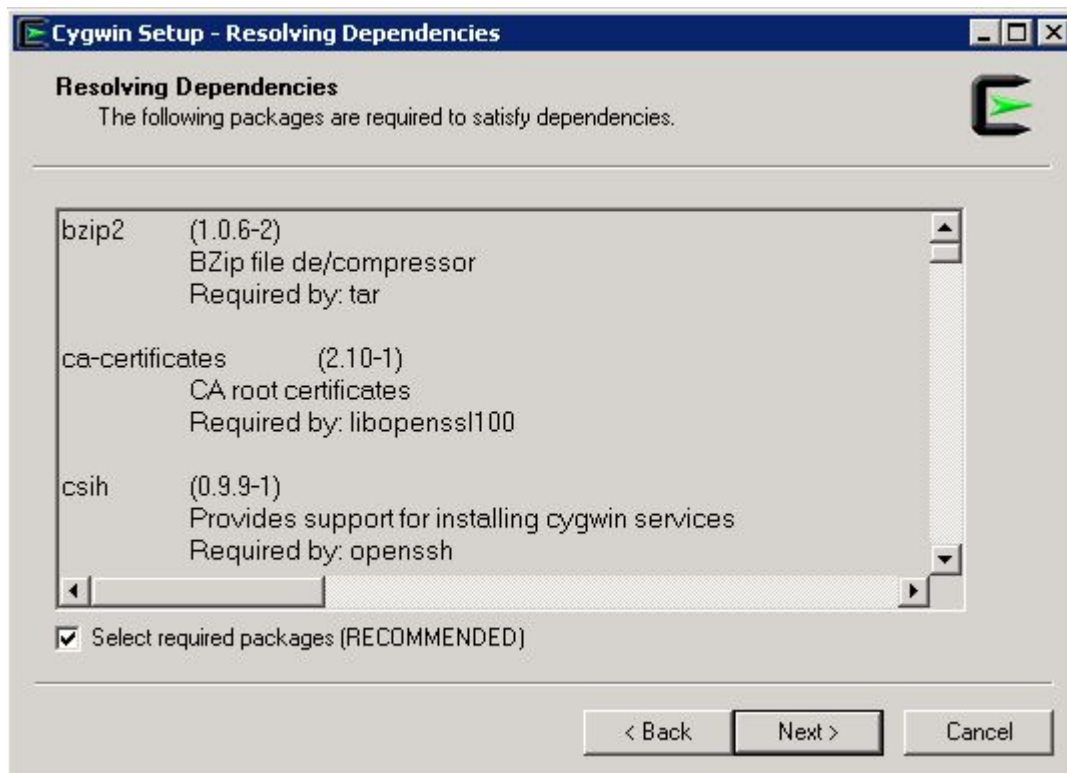 Cygwin Setup - Resolving Dependencies
Resolving Dependencies
The following packages are required to satisfy dependencies.
bzip2 (1.0.6-2)
BZip file de/compressor
Required by: tar
ca-certificates (2.10-1)
CA root certificates
Required by: libopenssl100
csih (0.9.9-1)
Provides support for installing cygwin services
Required by: openssh
Select required packages (RECOMMENDED)
< Back Next > Cancel